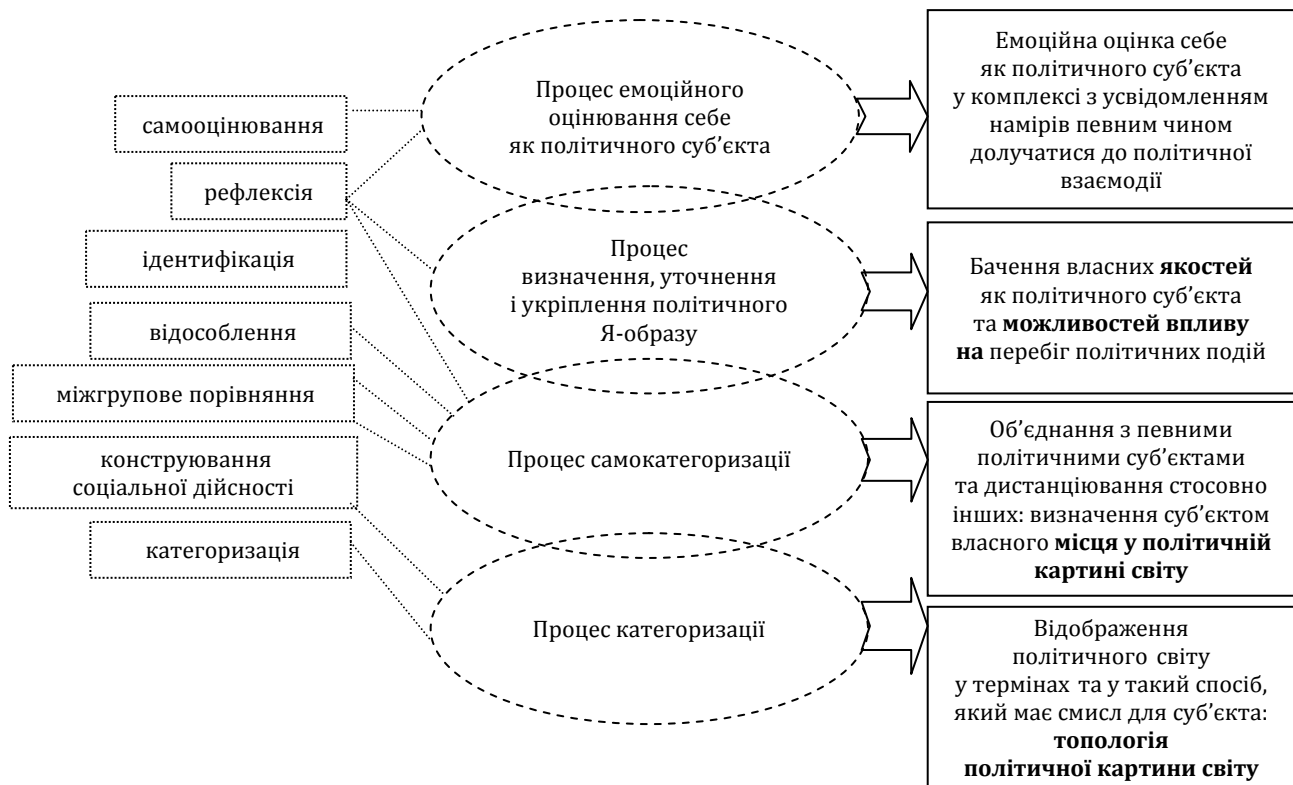 самооцінювання
рефлексія
ідентифікація
відособлення
міжгрупове порівняння
конструювання
соціальної дійсності
категоризація
Процес емоційного
оцінювання себе
як політичного суб’єкта
Процес
визначення, уточнення
і укріплення політичного
Я-образу
Процес самокатегоризації
Процес категоризації
Емоційна оцінка себе
як політичного суб’єкта
у комплексі з усвідомленням
намірів певним чином
долучатися до політичної
взаємодії
Бачення власних якостей
як політичного суб’єкта
та можливостей впливу
на перебіг політичних подій
Об’єднання з певними
політичними суб’єктами
та дистанціювання стосовно
інших: визначення суб’єктом
власного місця у політичній
картині світу
Відображення
політичного світу
у термінах та у такий спосіб,
який має смисл для суб’єкта:
топологія
політичної картини світу